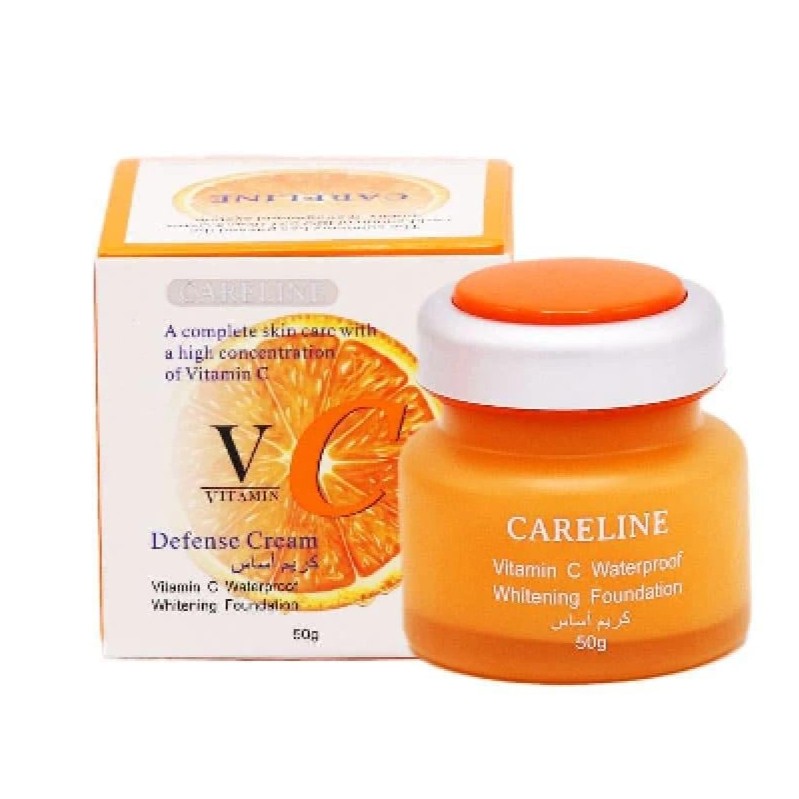 CARELINE
CARELINE
A complete skin care with
a high concentration
of Vitamin C
V C
VITAMIN
Defense Cream
كريم أساس
Vitamin C Waterproof
Whitening Foundation
50g
CARELINE
Vitamin C Waterproof
Whitening Foundation
كريم أساس
50g